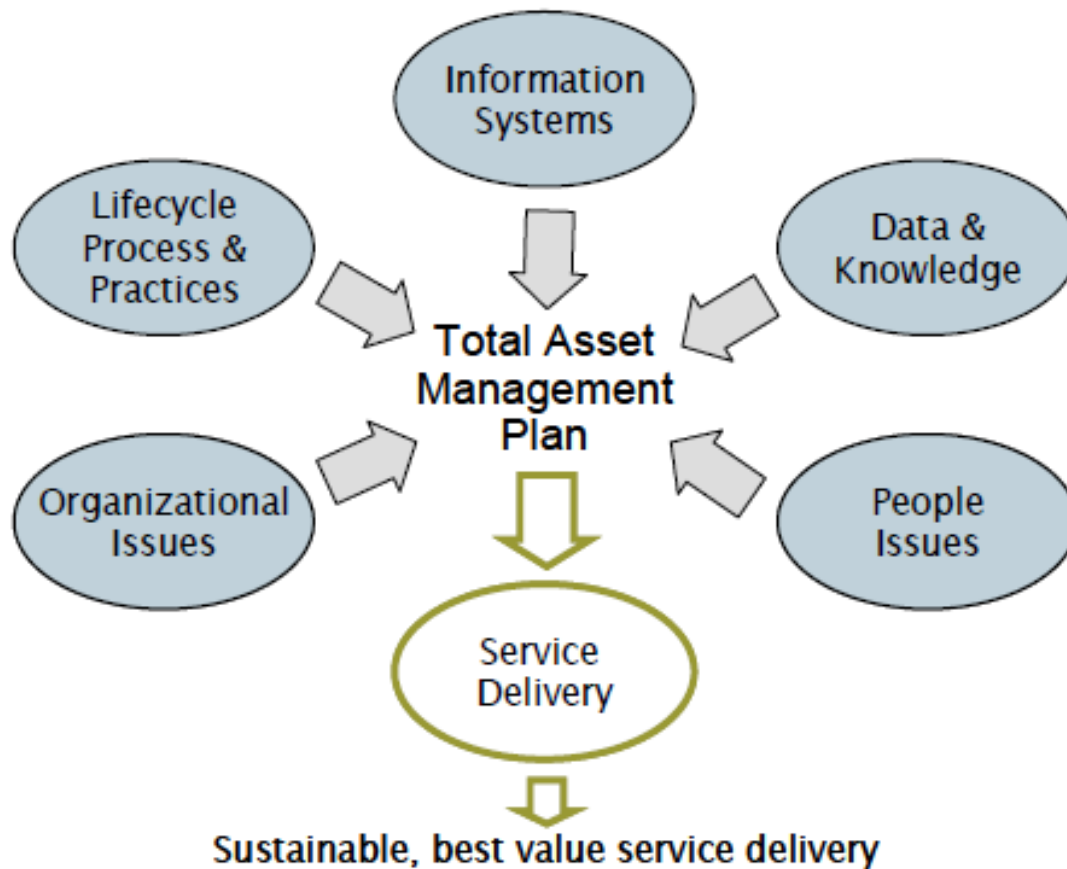 Information
Systems
Lifecycle
Process &
Practices
Data &
Knowledge
Total Asset
Management
Plan
Organizational
Issues
People
Issues
Service
Delivery
Sustainable, best value service delivery